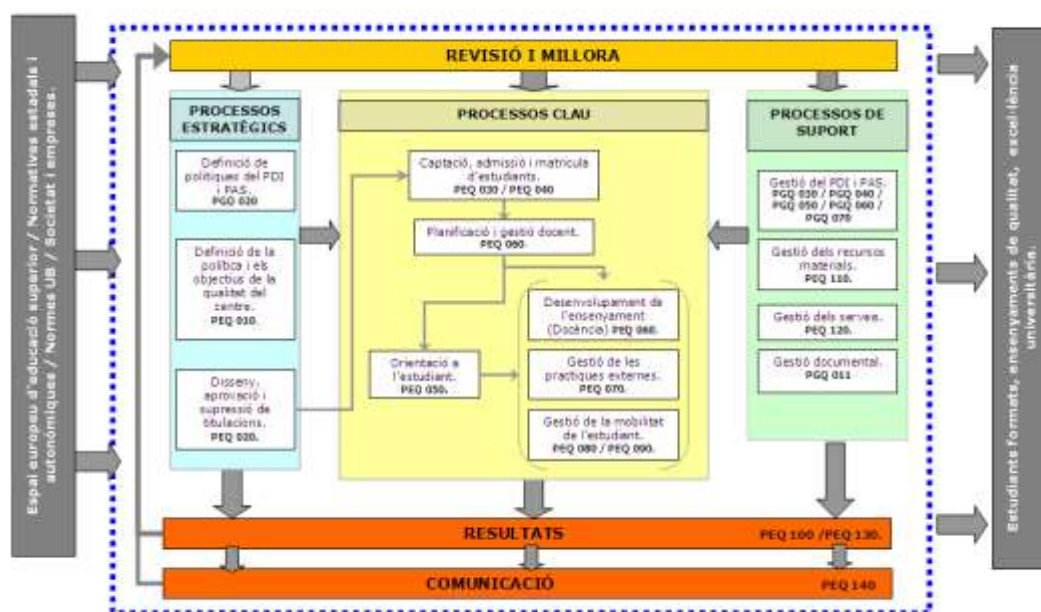 Espai europeu d'educació superior / Normatives estadals i
autonòmiques / Normes UB / Societat i empreses.
REVISIÓ I MILLORA
PROCESSOS
ESTRATÈGICS
Definició de
polítiques del PDI
i PAS.
PGQ 020
Definició de la
política i els
objectius de la
qualitat del
centre.
PEQ 010.
Disseny,
aprovació i
supressió de
titulacions.
PEQ 020.
PROCESSOS CLAU
Captació, admissió i matrícula
d'estudiants.
PEQ 030 / PEQ 040
Planificació i gestió docent.
PEQ 060.
Orientació a
l'estudiant.
PEQ 050.
Desenvolupament de
l'ensenyament
(Docència) PEQ 060.
Gestió de les
practiques externes.
PEQ 070.
Gestió de la mobilitat
de l'estudiant.
PEQ 080 / PEQ 090.
PROCESSOS DE
SUPORT
Gestió del PDI i PAS.
PGQ 030 / PGQ 040 /
PGQ 050 / PGQ 060 /
PGQ 070
Gestió dels recursos
materials.
PEQ 110.
Gestió dels serveis.
PEQ 120.
Gestió documental.
PGQ 011
RESULTATS
PEQ 100 /PEQ 130.
COMUNICACIÓ
PEQ 140
Estudiants formats, ensenyaments de qualitat, excel·lència
universitària.